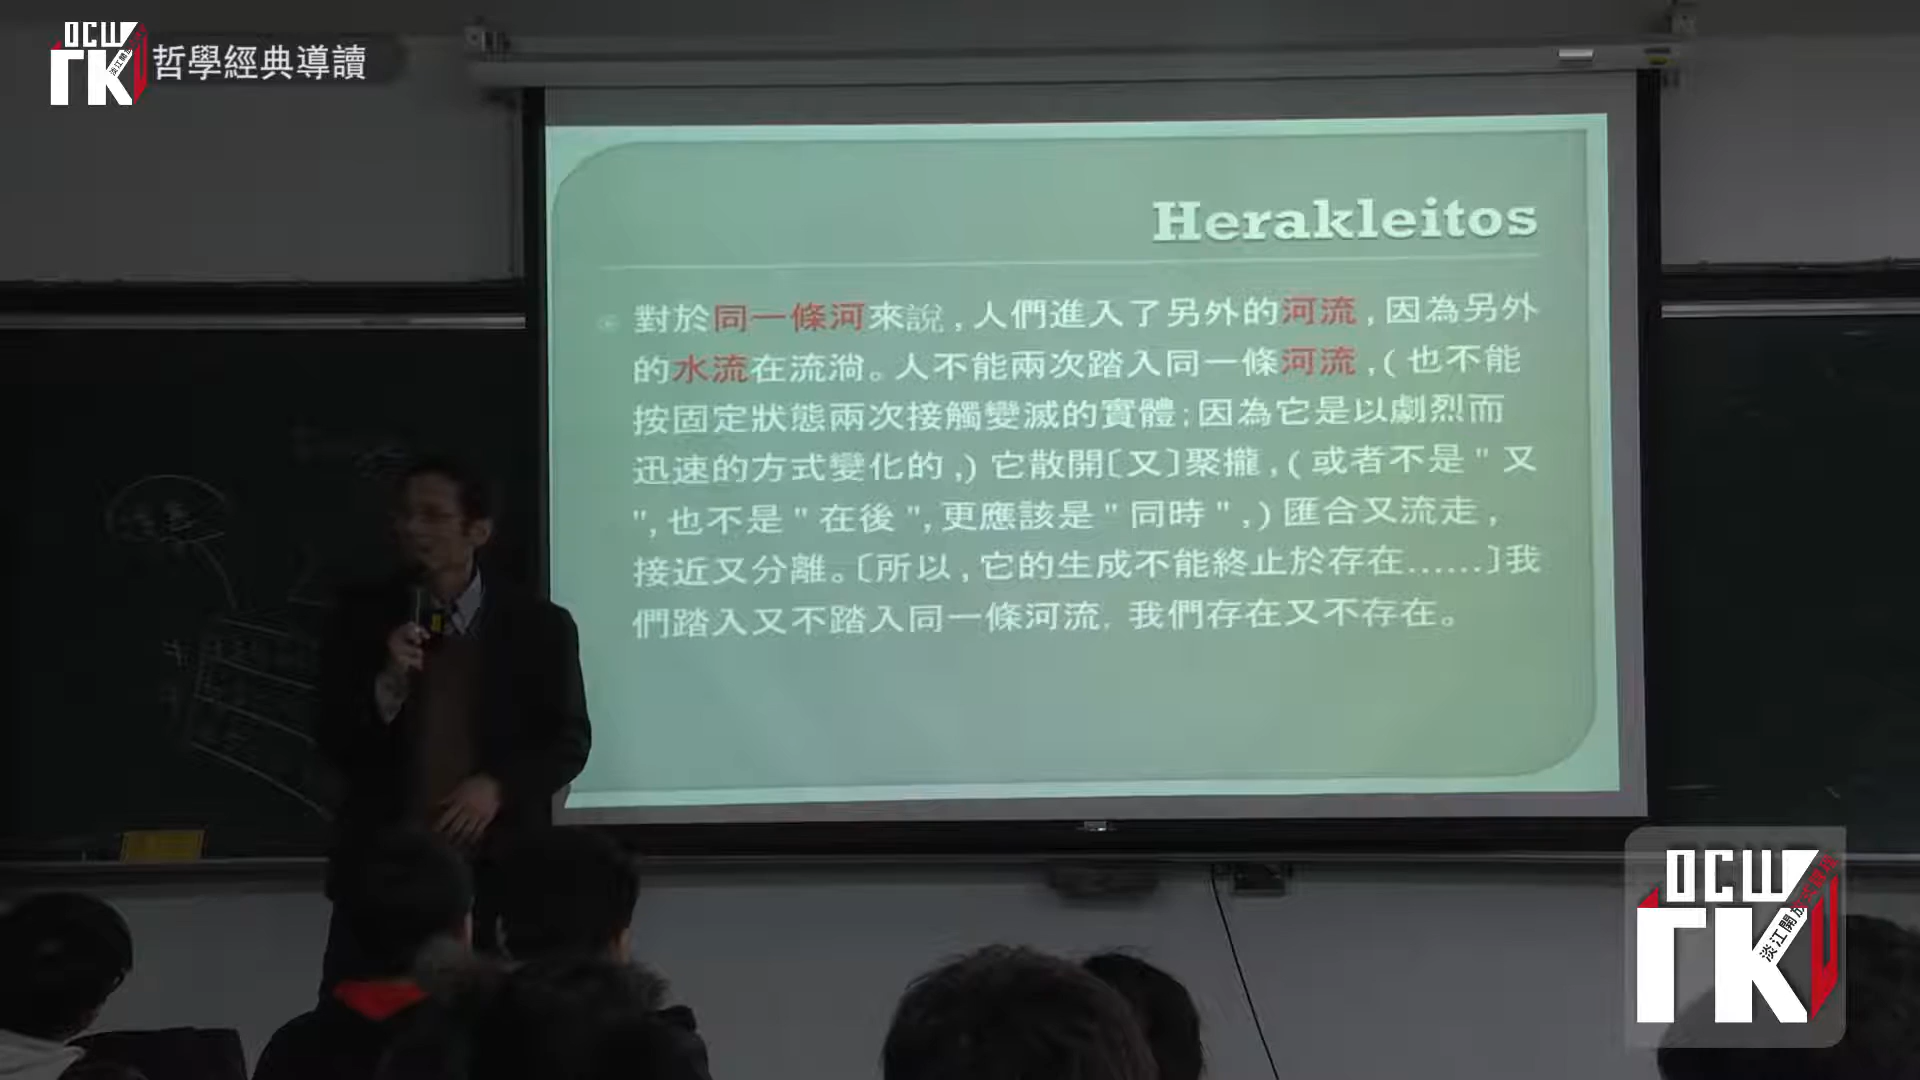 OCW
TKU
淡江開放式課程
哲學經典導讀
Herakleitos
對於同一條河來說,人們進入了另外的河流,因為另外
的水流在流淌。人不能兩次踏入同一條河流,(也不能
按固定狀態兩次接觸變滅的實體;因為它是以劇烈而
迅速的方式變化的,)它散開〔又〕聚攏,(或者不是"又
",也不是"在後",更應該是"同時",)匯合又流走,
接近又分離。〔所以,它的生成不能終止於存在……〕我
們踏入又不踏入同一條河流,我們存在又不存在。
OCW
TKU
淡江開放式課程